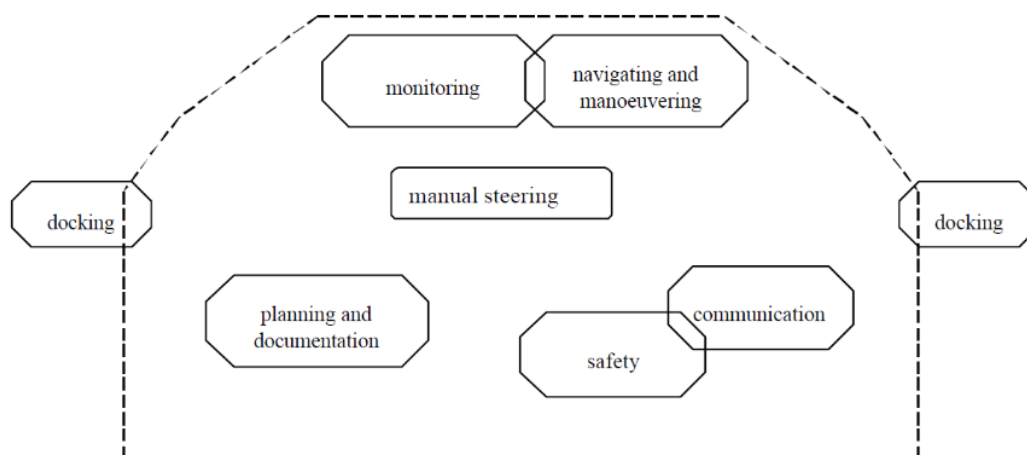 monitoring
navigating and
manoeuvering
manual steering
docking
docking
planning and
documentation
communication
safety